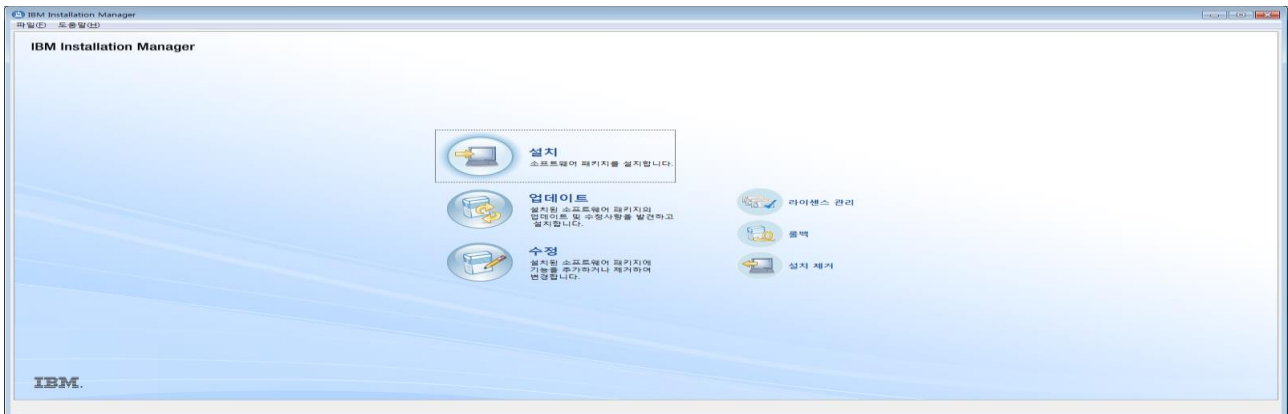 IBM Installation Manager
파일(F) 도움말(H)
IBM Installation Manager
설치
소프트웨어 패키지를 설치합니다.
업데이트
설치된 소프트웨어 패키지의
업데이트 및 수정사항을 발견하고
설치합니다.
수정
설치된 소프트웨어 패키지에
기능을 추가하거나 제거하여
변경합니다.
라이센스 관리
롤백
설치 제거
IBM.